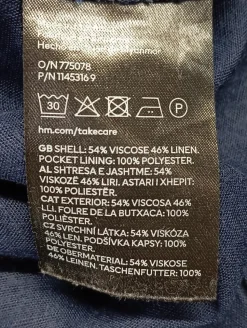 Hecho
O/N 775078
P/N 1145316 9
30
P
hm.com/takecare
GB SHELL: 54% VISCOSE 46% LINEN.
POCKET LINING: 100% POLYESTER.
AL SHTRESA E JASHTME: 54%
VISKOZË 46% LIRI. ASTARI I XHEPIT:
100% POLIESTËR.
CAT EXTERIOR: 54% VISCOSA 46%
LLI. FOLRE DE LA BUTXACA: 100%
POLIÈSTER.
CZ SVRCHNÍ LÁTKA: 54% VISKÓZA
46% LEN. PODŠÍVKA KAPSY: 100%
POLYESTER.
DE OBERMATERIAL: 54% VISKOSE
46% LEINEN. TASCHENFUTTER: 100%